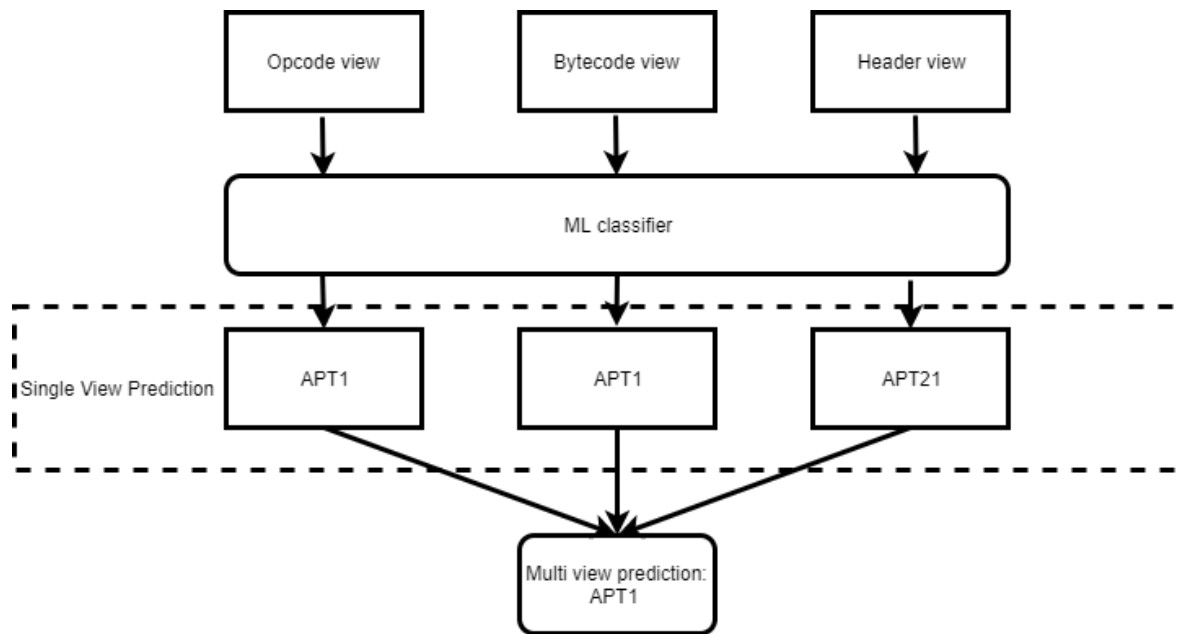 Opcode view
Bytecode view
Header view
ML classifier
Single View Prediction
APT1
APT1
APT21
Multi view prediction:
APT1